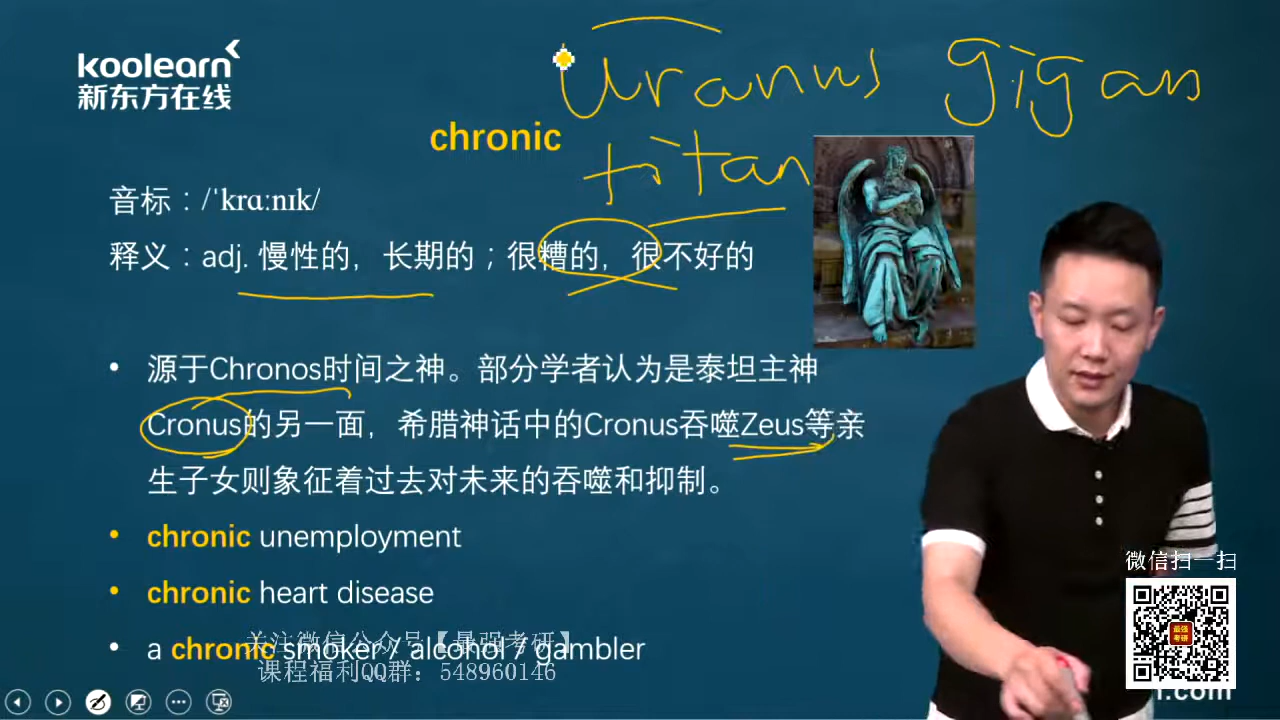 koolearn
新东方在线
Uranus gigan
titan
chronic
音标：/ˈkrɑːnɪk/
释义：adj. 慢性的，长期的；很糟的，很不好的
• 源于Chronos时间之神。部分学者认为是泰坦主神
Cronus的另一面，希腊神话中的Cronus吞噬Zeus等亲
生子女则象征着过去对未来的吞噬和抑制。
• chronic unemployment
• chronic heart disease
• a chronic smoker / alcohol / gambler
关注微信公众号【最强考研】
课程福利QQ群：548960146
微信扫一扫
最强
考研
.com